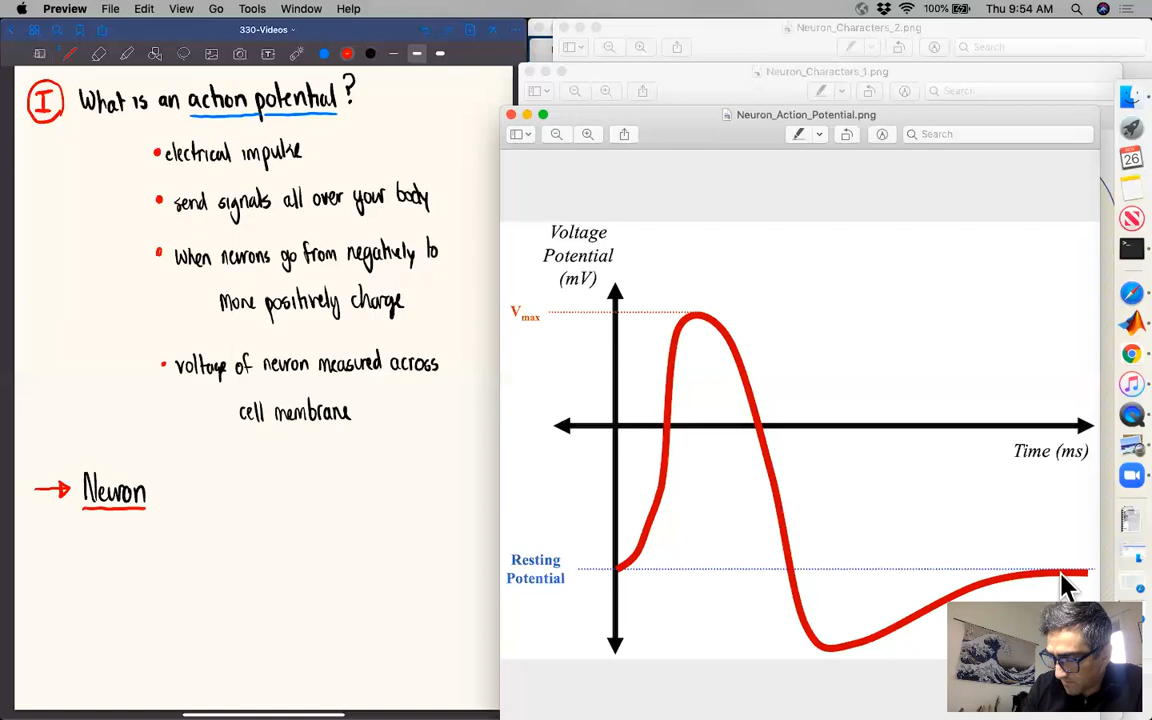 Preview File Edit View Go Tools Window Help
100%
Thu 9:54 AM
330-Videos
I What is an action potential?
• electrical impulse
• send signals all over your body
• When neurons go from negatively to
more positively charge
• voltage of neuron measured across
cell membrane
→ Neuron
Neuron_Characters_2.png
Search
Neuron_Characters_1.png
Search
Neuron_Action_Potential.png
Search
Voltage
Potential
(mV)
Vmax
Time (ms)
Resting
Potential
26